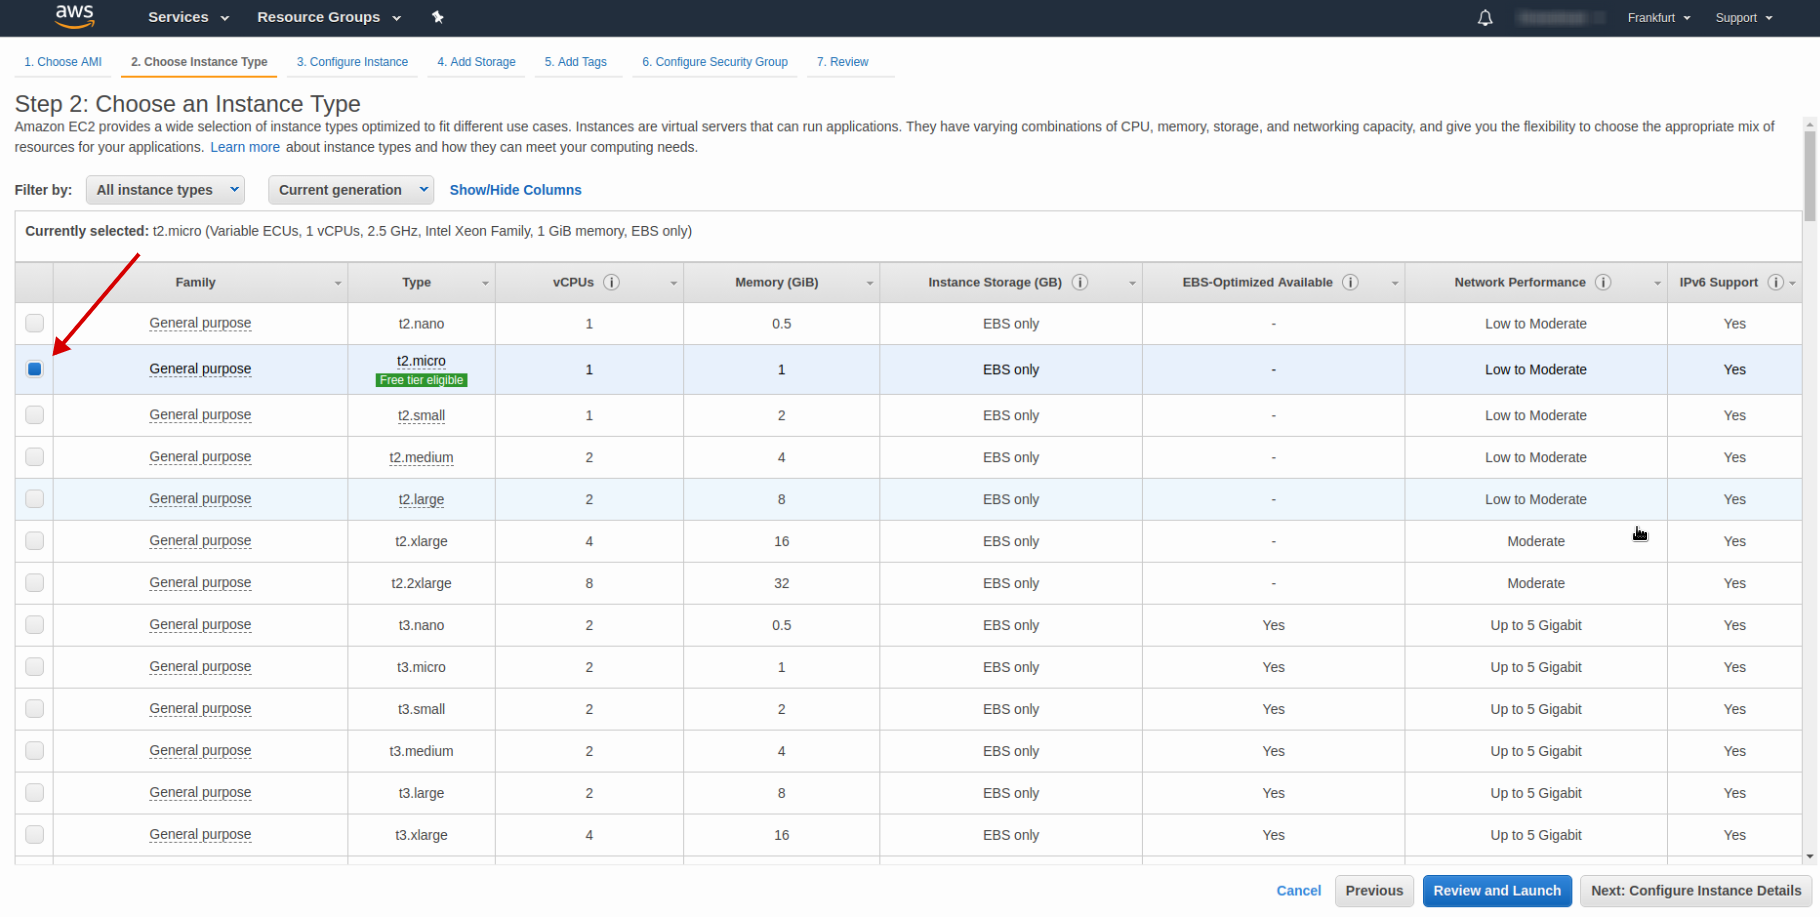 aws Services Resource Groups Frankfurt Support
1. Choose AMI 2. Choose Instance Type 3. Configure Instance 4. Add Storage 5. Add Tags 6. Configure Security Group 7. Review
Step 2: Choose an Instance Type
Amazon EC2 provides a wide selection of instance types optimized to fit different use cases. Instances are virtual servers that can run applications. They have varying combinations of CPU, memory, storage, and networking capacity, and give you the flexibility to choose the appropriate mix of
resources for your applications. Learn more about instance types and how they can meet your computing needs.
Filter by: All instance types Current generation Show/Hide Columns
Currently selected: t2.micro (Variable ECUs, 1 vCPUs, 2.5 GHz, Intel Xeon Family, 1 GiB memory, EBS only)
Family Type vCPUs i Memory (GiB) Instance Storage (GB) i EBS-Optimized Available i Network Performance i IPv6 Support i
General purpose t2.nano 1 0.5 EBS only - Low to Moderate Yes
General purpose t2.micro 1 1 EBS only - Low to Moderate Yes
Free tier eligible
General purpose t2.small 1 2 EBS only - Low to Moderate Yes
General purpose t2.medium 2 4 EBS only - Low to Moderate Yes
General purpose t2.large 2 8 EBS only - Low to Moderate Yes
General purpose t2.xlarge 4 16 EBS only - Moderate Yes
General purpose t2.2xlarge 8 32 EBS only - Moderate Yes
General purpose t3.nano 2 0.5 EBS only Yes Up to 5 Gigabit Yes
General purpose t3.micro 2 1 EBS only Yes Up to 5 Gigabit Yes
General purpose t3.small 2 2 EBS only Yes Up to 5 Gigabit Yes
General purpose t3.medium 2 4 EBS only Yes Up to 5 Gigabit Yes
General purpose t3.large 2 8 EBS only Yes Up to 5 Gigabit Yes
General purpose t3.xlarge 4 16 EBS only Yes Up to 5 Gigabit Yes
Cancel Previous Review and Launch Next: Configure Instance Details